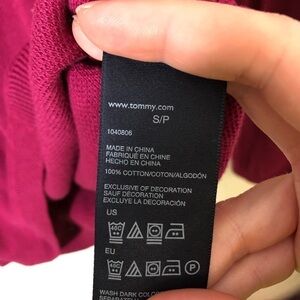 www.tommy.com
S/P
1040806
MADE IN CHINA
FABRIQUÉ EN CHINE
HECHO EN CHINA
100% COTTON/COTON/ALGODÓN
EXCLUSIVE OF DECORATION
SAUF DÉCORATION
EXCLUYE LA DECORACIÓN
US
EU
WASH DARK COLO